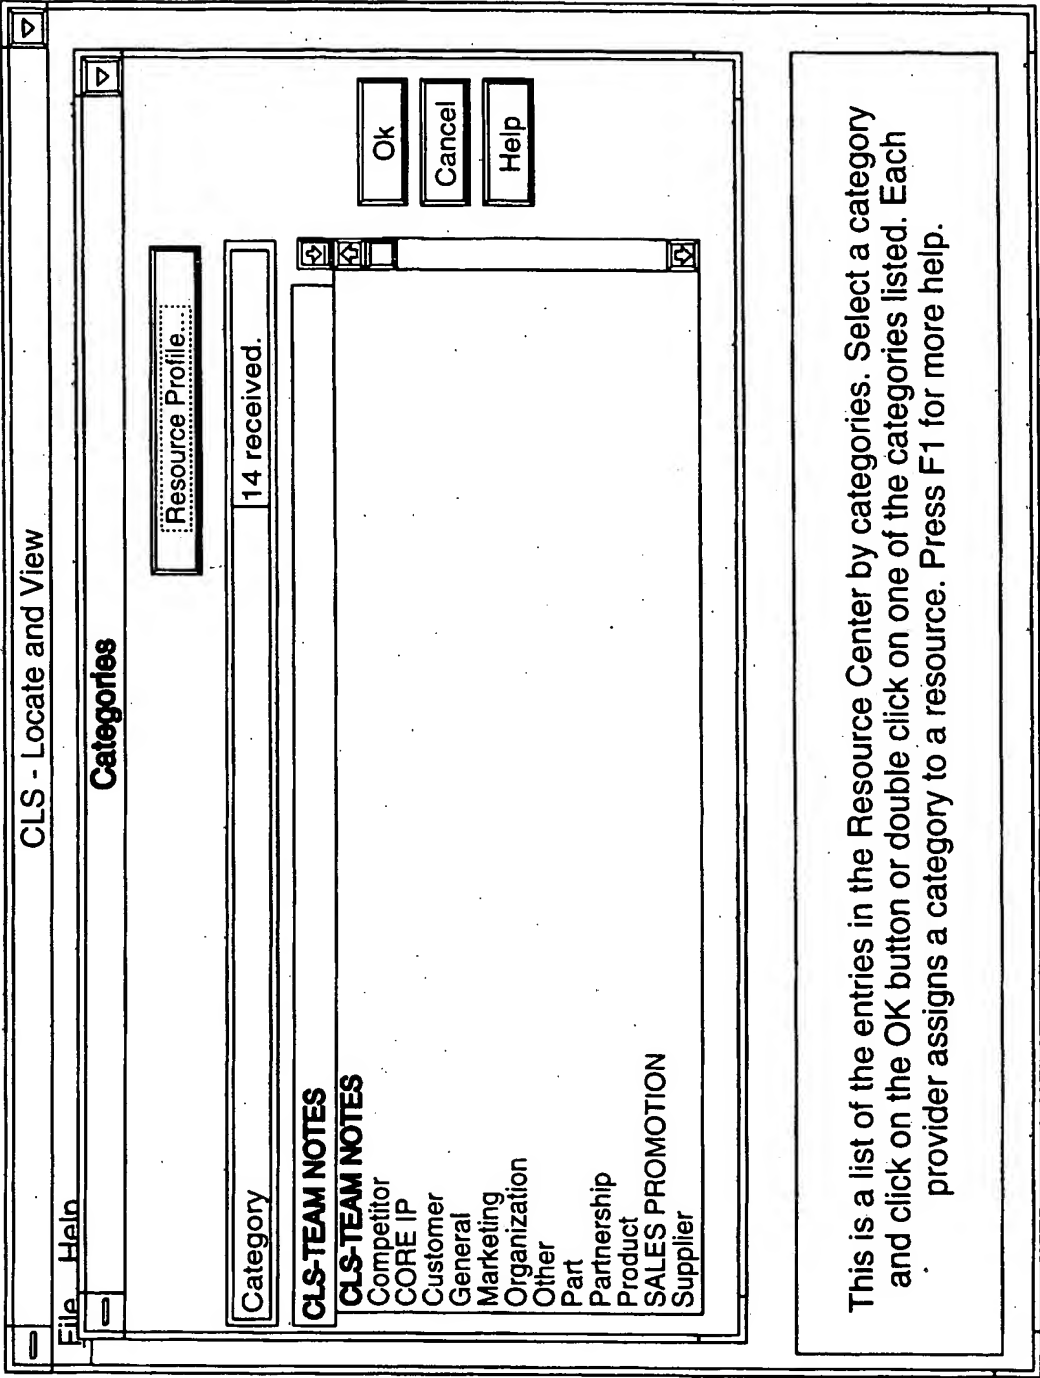 CLS - Locate and View
File Help
Categories
Resource Profile...
Category 14 received.
CLS-TEAM NOTES
CLS-TEAM NOTES
Competitor
CORE IP
Customer
General
Marketing
Organization
Other
Part
Partnership
Product
SALES PROMOTION
Supplier
Ok
Cancel
Help
This is a list of the entries in the Resource Center by categories. Select a category
and click on the OK button or double click on one of the categories listed. Each
provider assigns a category to a resource. Press F1 for more help.